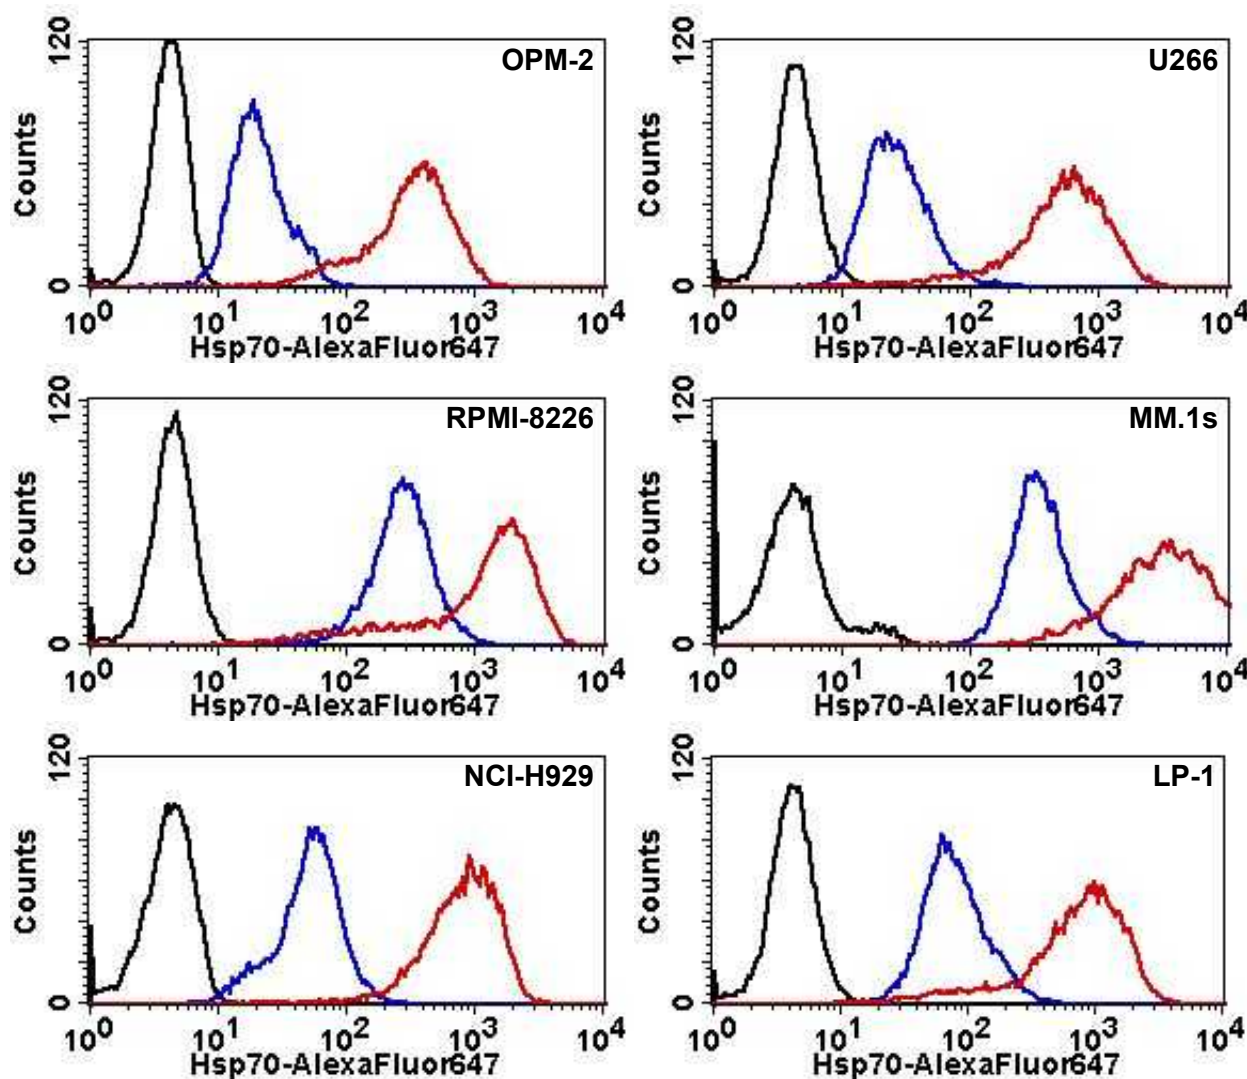 120 OPM-2
Counts
0
10^0 10^1 10^2 10^3 10^4
Hsp70-AlexaFluor647
120 U266
Counts
0
10^0 10^1 10^2 10^3 10^4
Hsp70-AlexaFluor647
120 RPMI-8226
Counts
0
10^0 10^1 10^2 10^3 10^4
Hsp70-AlexaFluor647
120 MM.1s
Counts
0
10^0 10^1 10^2 10^3 10^4
Hsp70-AlexaFluor647
120 NCI-H929
Counts
0
10^0 10^1 10^2 10^3 10^4
Hsp70-AlexaFluor647
120 LP-1
Counts
0
10^0 10^1 10^2 10^3 10^4
Hsp70-AlexaFluor647